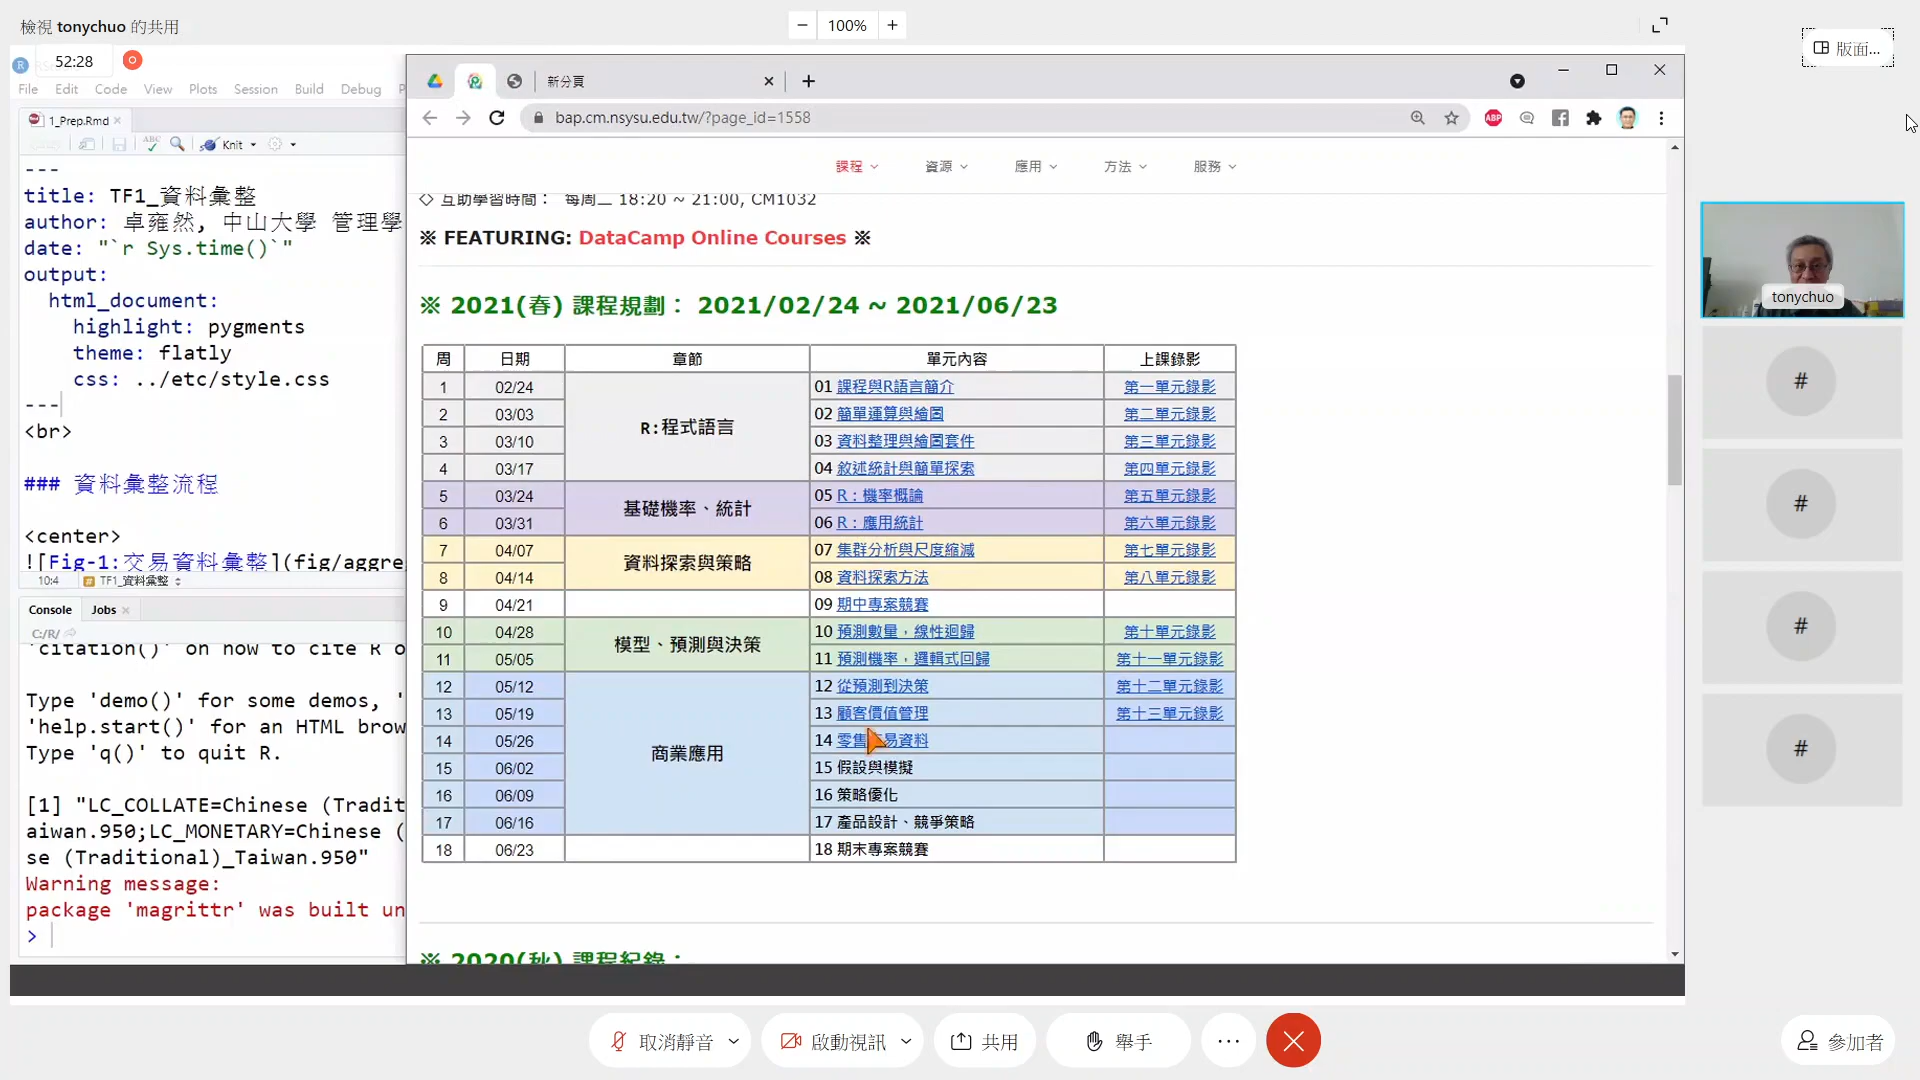 檢視 tonychuo 的共用
100%
版面...
52:28
File Edit Code View Plots Session Build Debug
1_Prep.Rmd
Knit
---
title: TF1_資料彙整
author: 卓雍然, 中山大學 管理學
date: "`r Sys.time()`"
output:
html_document:
highlight: pygments
theme: flatly
css: ../etc/style.css
---
<br>
### 資料彙整流程
<center>
![Fig-1:交易資料彙整](fig/aggre
10:4 TF1_資料彙整
Console Jobs
C:/R/
'citation()' on how to cite R o
Type 'demo()' for some demos, '
'help.start()' for an HTML brow
Type 'q()' to quit R.
[1] "LC_COLLATE=Chinese (Tradit
aiwan.950;LC_MONETARY=Chinese (
se (Traditional)_Taiwan.950"
Warning message:
package 'magrittr' was built un
>
新分頁
bap.cm.nsysu.edu.tw/?page_id=1558
ABP
課程 資源 應用 方法 服務
◇ 互助學習時間： 每周二 18:20 ~ 21:00, CM1032
※ FEATURING: DataCamp Online Courses ※
※ 2021(春) 課程規劃： 2021/02/24 ~ 2021/06/23
周 日期 章節 單元內容 上課錄影
1 02/24 R:程式語言 01 課程與R語言簡介 第一單元錄影
2 03/03 02 簡單運算與繪圖 第二單元錄影
3 03/10 03 資料整理與繪圖套件 第三單元錄影
4 03/17 04 敘述統計與簡單探索 第四單元錄影
5 03/24 基礎機率、統計 05 R：機率概論 第五單元錄影
6 03/31 06 R：應用統計 第六單元錄影
7 04/07 資料探索與策略 07 集群分析與尺度縮減 第七單元錄影
8 04/14 08 資料探索方法 第八單元錄影
9 04/21 09 期中專案競賽
10 04/28 模型、預測與決策 10 預測數量，線性迴歸 第十單元錄影
11 05/05 11 預測機率，邏輯式回歸 第十一單元錄影
12 05/12 商業應用 12 從預測到決策 第十二單元錄影
13 05/19 13 顧客價值管理 第十三單元錄影
14 05/26 14 零售交易資料
15 06/02 15 假設與模擬
16 06/09 16 策略優化
17 06/16 17 產品設計、競爭策略
18 06/23 18 期末專案競賽
※ 2020(秋) 課程紀錄：
tonychuo
#
#
#
#
取消靜音 啟動視訊 共用 舉手 參加者